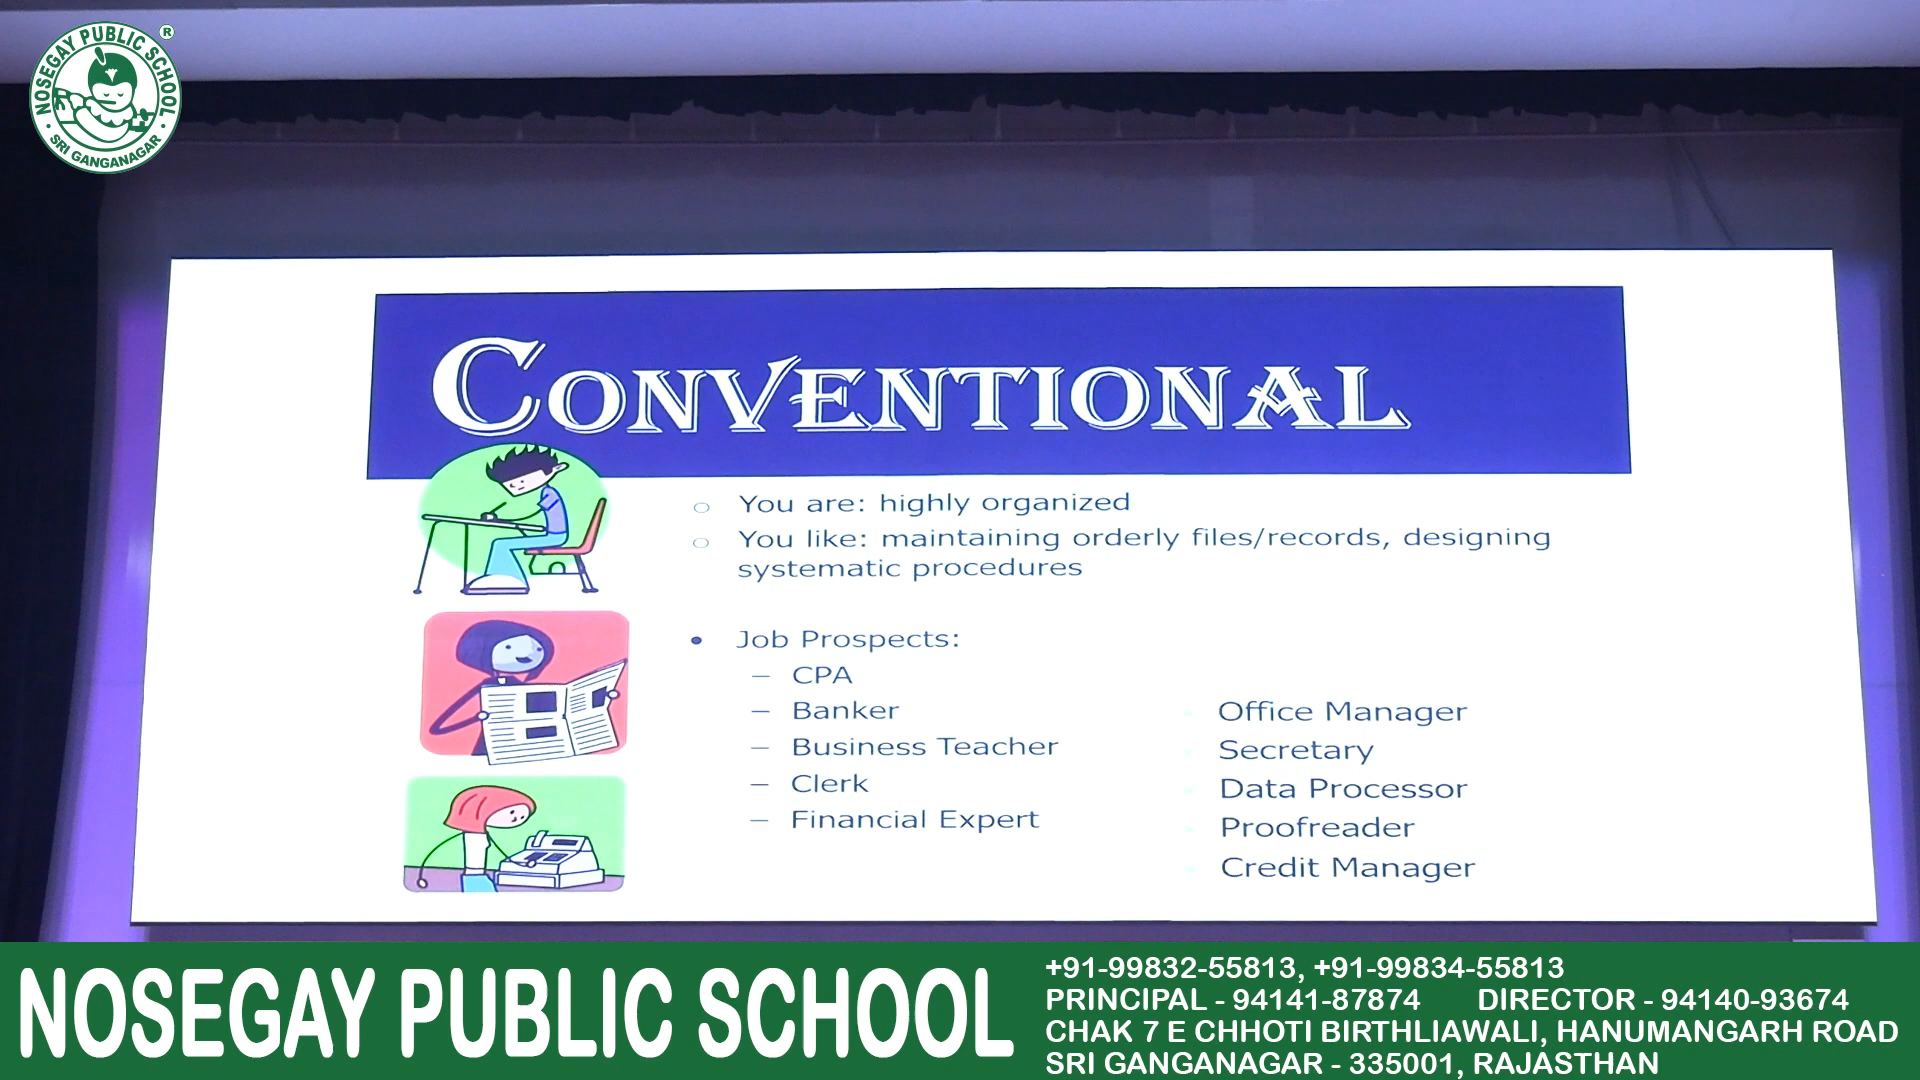 NOSEGAY PUBLIC SCHOOL
®
• SRI GANGANAGAR •
CONVENTIONAL
○ You are: highly organized
○ You like: maintaining orderly files/records, designing
systematic procedures
• Job Prospects:
– CPA
– Banker
– Business Teacher
– Clerk
– Financial Expert
Office Manager
Secretary
Data Processor
Proofreader
Credit Manager
NOSEGAY PUBLIC SCHOOL
+91-99832-55813, +91-99834-55813
PRINCIPAL - 94141-87874 DIRECTOR - 94140-93674
CHAK 7 E CHHOTI BIRTHLIAWALI, HANUMANGARH ROAD
SRI GANGANAGAR - 335001, RAJASTHAN